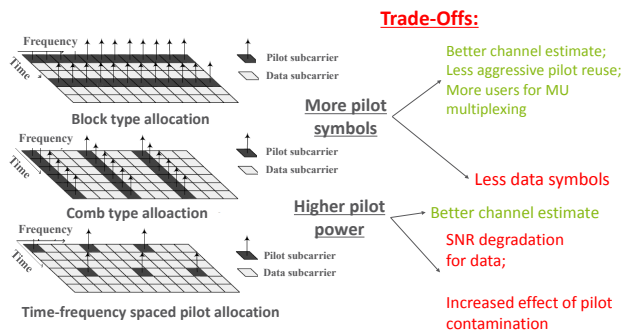 Trade-Offs:
Frequency
Time
Pilot subcarrier
Data subcarrier
Block type allocation
Frequency
Time
Pilot subcarrier
Data subcarrier
Comb type alloaction
Frequency
Time
Pilot subcarrier
Data subcarrier
Time-frequency spaced pilot allocation
More pilot
symbols
Better channel estimate;
Less aggressive pilot reuse;
More users for MU
multiplexing
Less data symbols
Higher pilot
power
Better channel estimate
SNR degradation
for data;
Increased effect of pilot
contamination